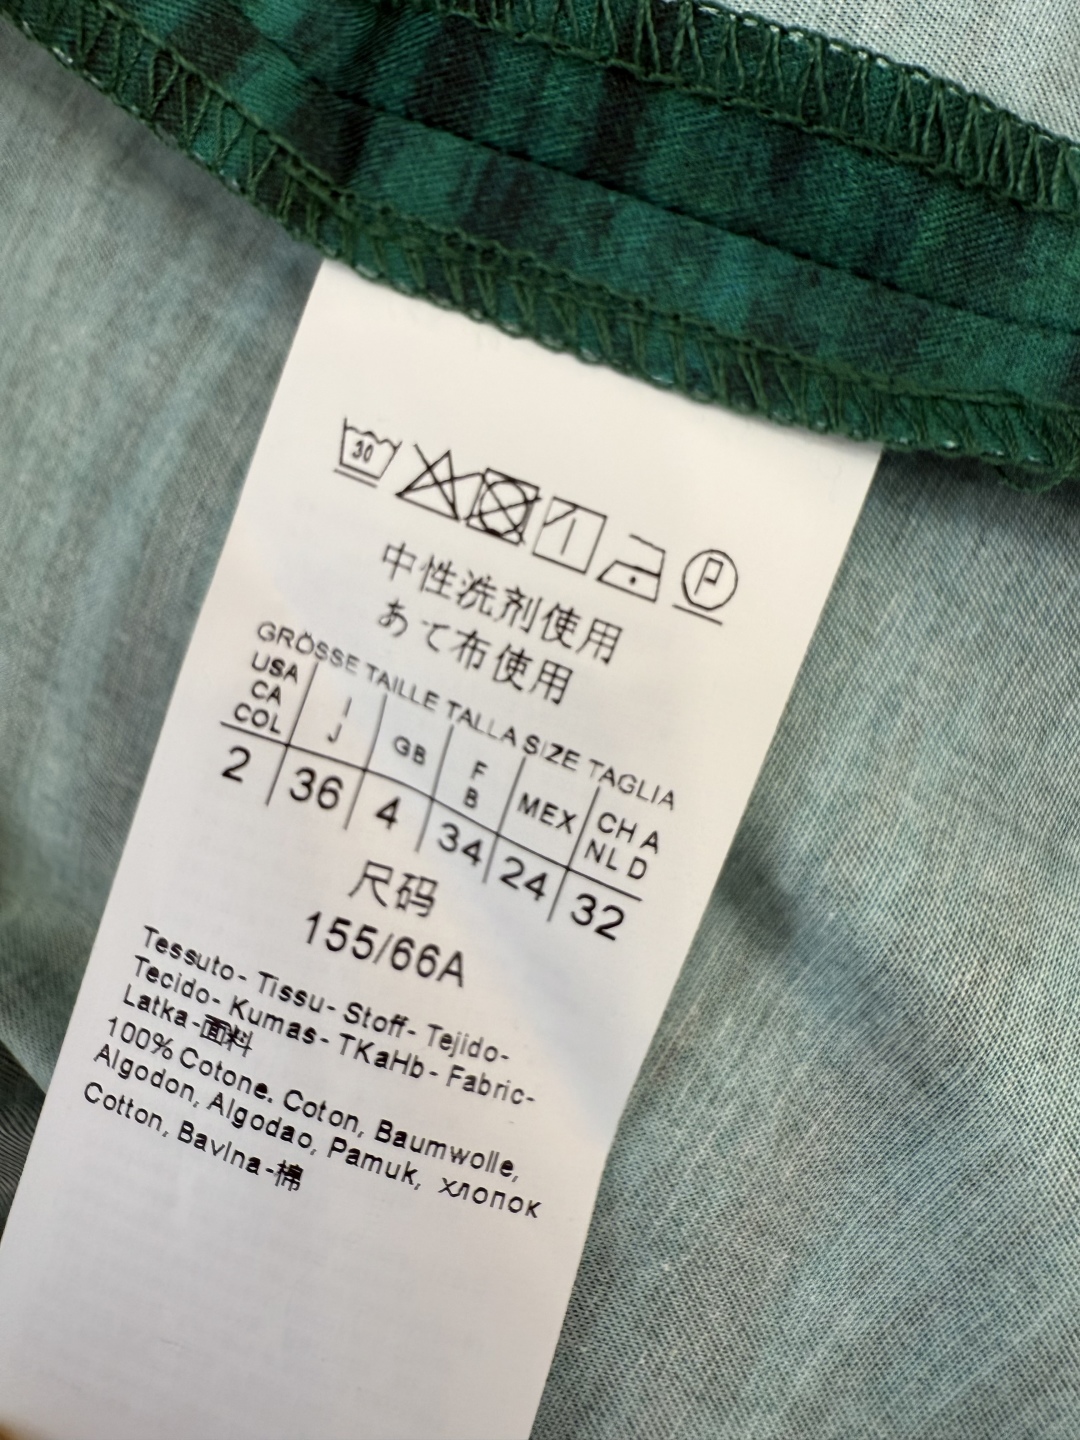 30
P
中性洗剂使用
あて布使用
GRÖSSE TAILLE TALLA SIZE TAGLIA
USA CA COL
I J
GB
F B
MEX
CH A NL D
2 36 4 34 24 32
尺码
155/66A
Tessuto- Tissu- Stoff- Tejido-
Tecido- Kumas- TKaHb- Fabric-
Latka-面料
100% Cotone. Coton, Baumwolle,
Algodon, Algodao, Pamuk, хлопок
Cotton, Bavlna-棉